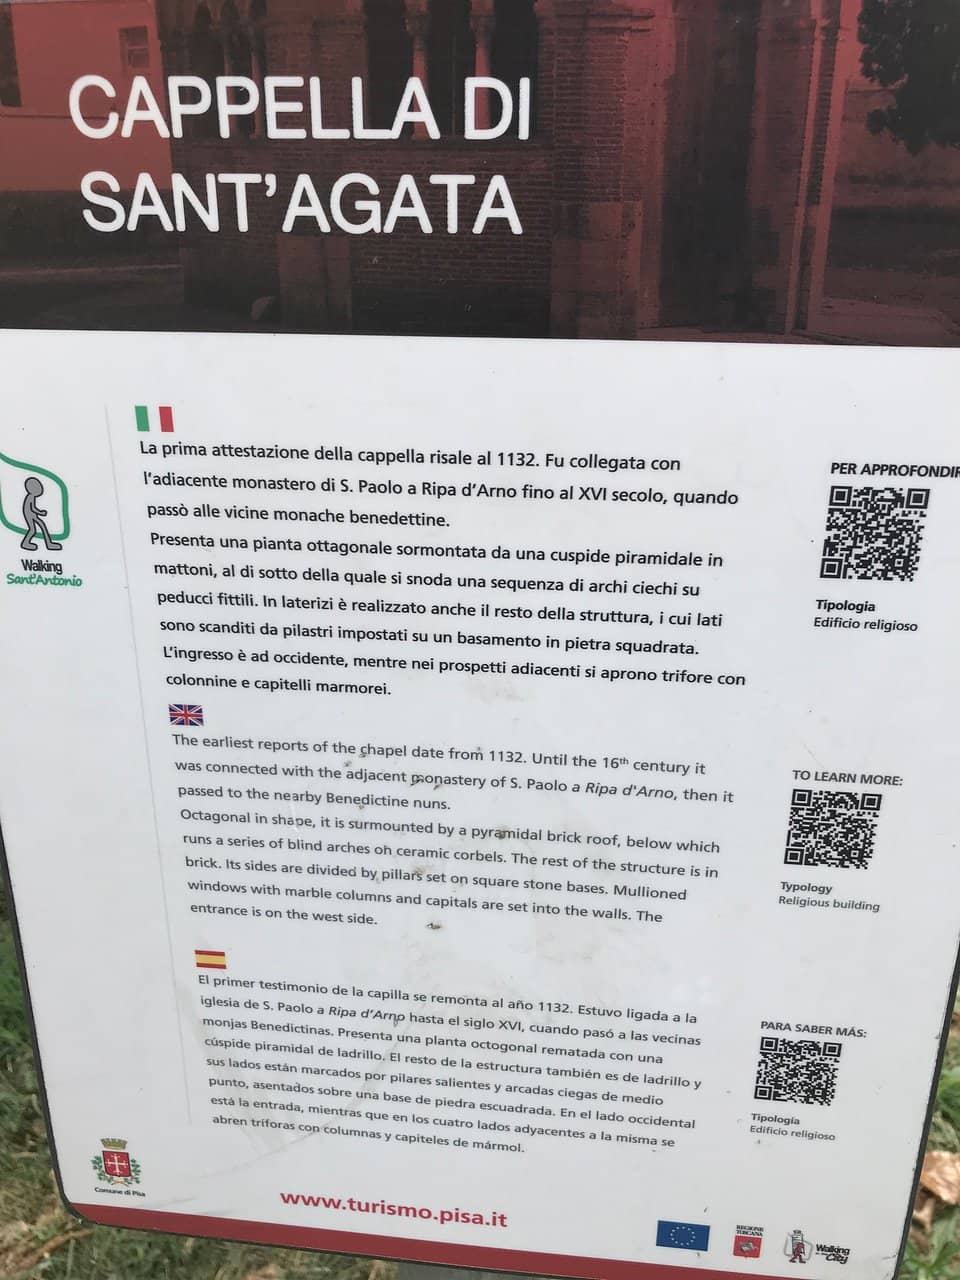 CAPPELLA DI
SANT'AGATA
La prima attestazione della cappella risale al 1132. Fu collegata con
l'adiacente monastero di S. Paolo a Ripa d'Arno fino al XVI secolo, quando
passò alle vicine monache benedettine.
Presenta una pianta ottagonale sormontata da una cuspide piramidale in
mattoni, al di sotto della quale si snoda una sequenza di archi ciechi su
peducci fittili. In laterizi è realizzato anche il resto della struttura, i cui lati
sono scanditi da pilastri impostati su un basamento in pietra squadrata.
L'ingresso è ad occidente, mentre nei prospetti adiacenti si aprono trifore con
colonnine e capitelli marmorei.
PER APPROFONDIR
Tipologia
Edificio religioso
Walking
Sant'Antonio
The earliest reports of the chapel date from 1132. Until the 16th century it
was connected with the adjacent monastery of S. Paolo a Ripa d'Arno, then it
passed to the nearby Benedictine nuns.
Octagonal in shape, it is surmounted by a pyramidal brick roof, below which
runs a series of blind arches oh ceramic corbels. The rest of the structure is in
brick. Its sides are divided by pillars set on square stone bases. Mullioned
windows with marble columns and capitals are set into the walls. The
entrance is on the west side.
TO LEARN MORE:
Typology
Religious building
El primer testimonio de la capilla se remonta al año 1132. Estuvo ligada a la
iglesia de S. Paolo a Ripa d'Arno hasta el siglo XVI, cuando pasó a las vecinas
monjas Benedictinas. Presenta una planta octogonal rematada con una
cúspide piramidal de ladrillo. El resto de la estructura también es de ladrillo y
sus lados están marcados por pilares salientes y arcadas ciegas de medio
punto, asentados sobre una base de piedra escuadrada. En el lado occidental
está la entrada, mientras que en los cuatro lados adyacentes a la misma se
abren tríforas con columnas y capiteles de mármol.
PARA SABER MÁS:
Tipología
Edificio religioso
Comune di Pisa
www.turismo.pisa.it
REGIONE
TOSCANA
Walking
in the
City